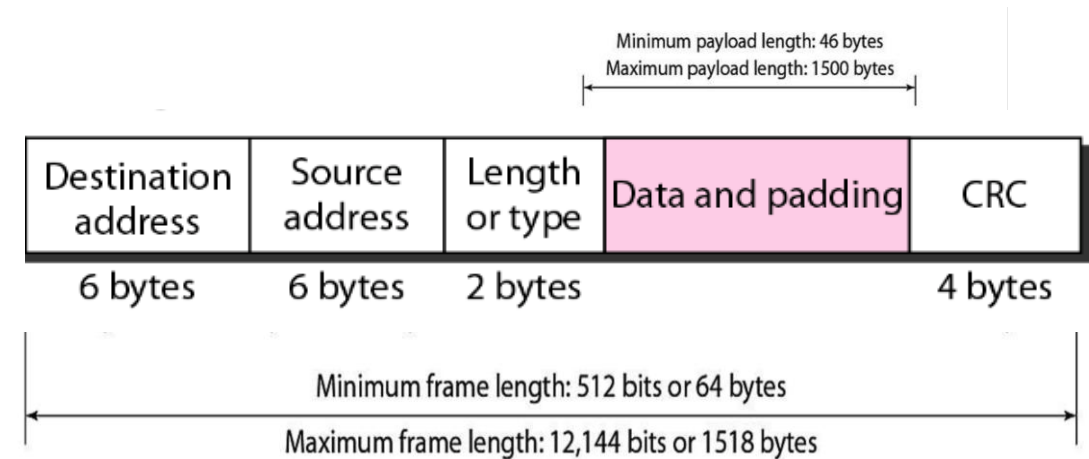 Minimum payload length: 46 bytes
Maximum payload length: 1500 bytes
Destination
address
Source
address
Length
or type
Data and padding
CRC
6 bytes
6 bytes
2 bytes
4 bytes
Minimum frame length: 512 bits or 64 bytes
Maximum frame length: 12,144 bits or 1518 bytes